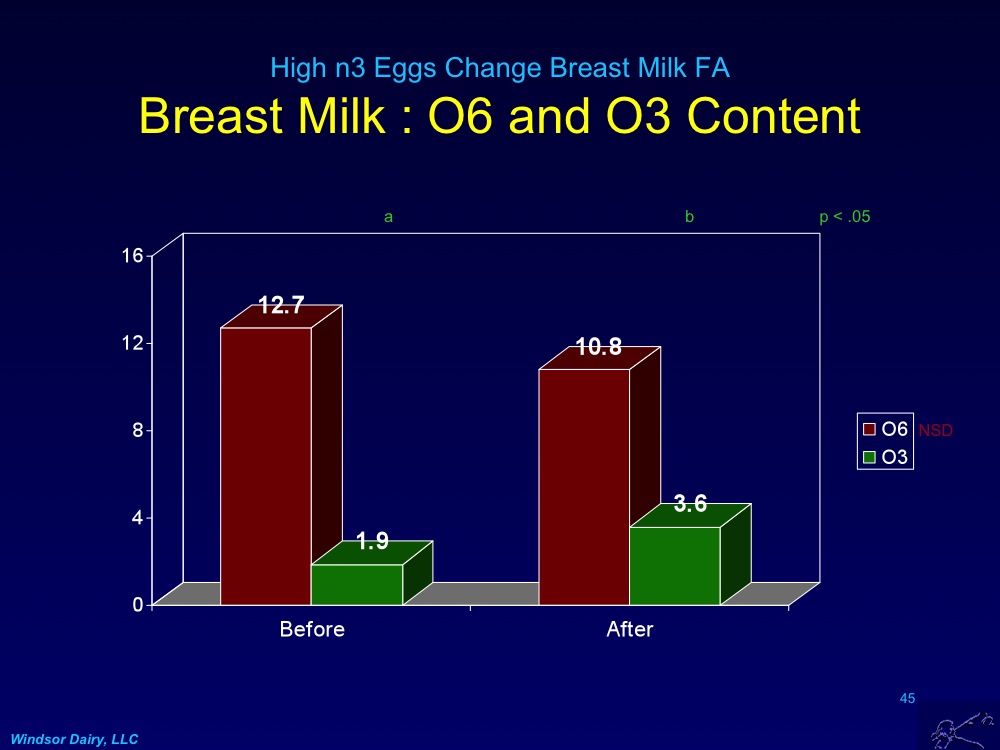 High n3 Eggs Change Breast Milk FA
Breast Milk : O6 and O3 Content
a b p < .05
16
12
8
4
0
12.7
1.9
10.8
3.6
Before After
O6 NSD
O3
45
Windsor Dairy, LLC